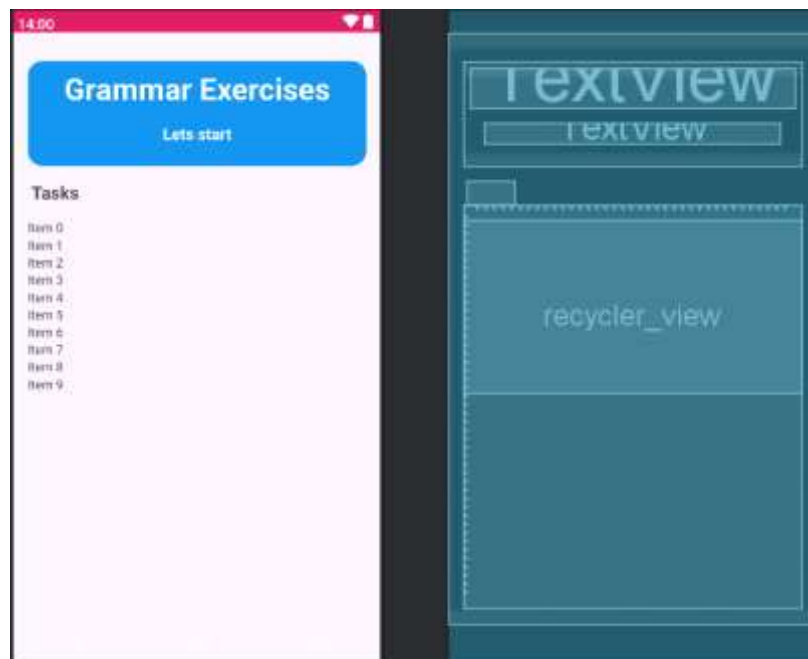 14:00
Grammar Exercises
Lets start
Tasks
Item 0
Item 1
Item 2
Item 3
Item 4
Item 5
Item 6
Item 7
Item 8
Item 9
TextView
TextView
recycler_view